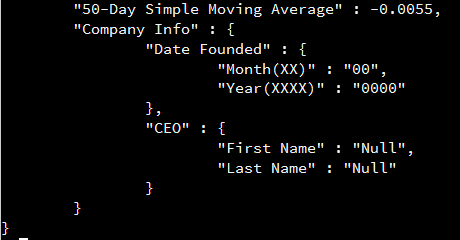 "50-Day Simple Moving Average" : -0.0055,
"Company Info" : {
"Date Founded" : {
"Month(XX)" : "00",
"Year(XXXX)" : "0000"
},
"CEO" : {
"First Name" : "Null",
"Last Name" : "Null"
}
}
}